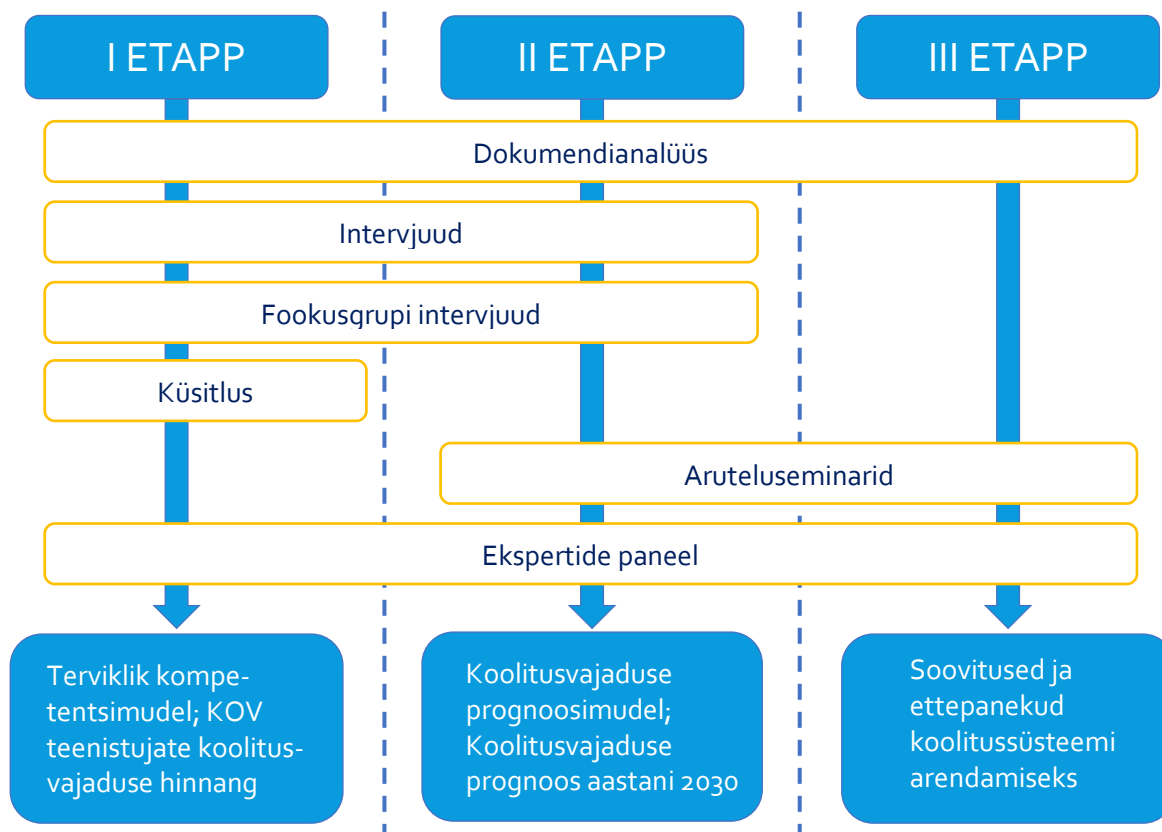 I ETAPP
II ETAPP
III ETAPP
Dokumendianalüüs
Intervjuud
Fookusgrupi intervjuud
Küsitlus
Aruteluseminarid
Ekspertide paneel
Terviklik kompe-
tentsimudel; KOV
teenistujate koolitus-
vajaduse hinnang
Koolitusvajaduse
prognoosimudel;
Koolitusvajaduse
prognoos aastani 2030
Soovitused ja
ettepanekud
koolitussüsteemi
arendamiseks